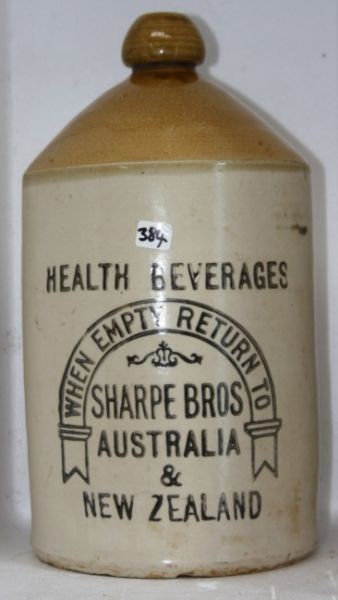 384
HEALTH BEVERAGES
WHEN EMPTY RETURN TO
SHARPE BROS
AUSTRALIA
&
NEW ZEALAND